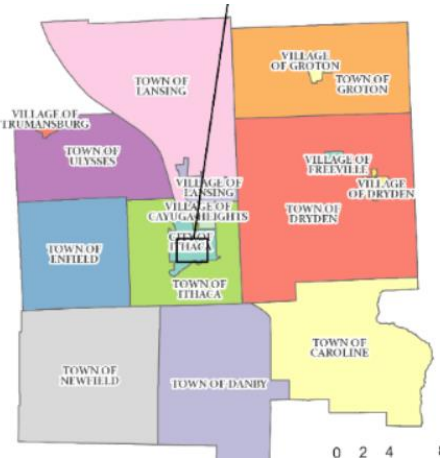 VILLAGE
OF GROTON
TOWN OF
GROTON
TOWN OF
LANSING
VILLAGE OF
TRUMANSBURG
TOWN OF
ULYSSES
VILLAGE OF
LANSING
VILLAGE OF
CAYUGA HEIGHTS
CITY OF
ITHACA
VILLAGE OF
FREEVILLE
VILLAGE
OF DRYDEN
TOWN OF
DRYDEN
TOWN OF
ENFIELD
TOWN OF
ITHACA
TOWN OF
NEWFIELD
TOWN OF DANBY
TOWN OF
CAROLINE
0 2 4 8